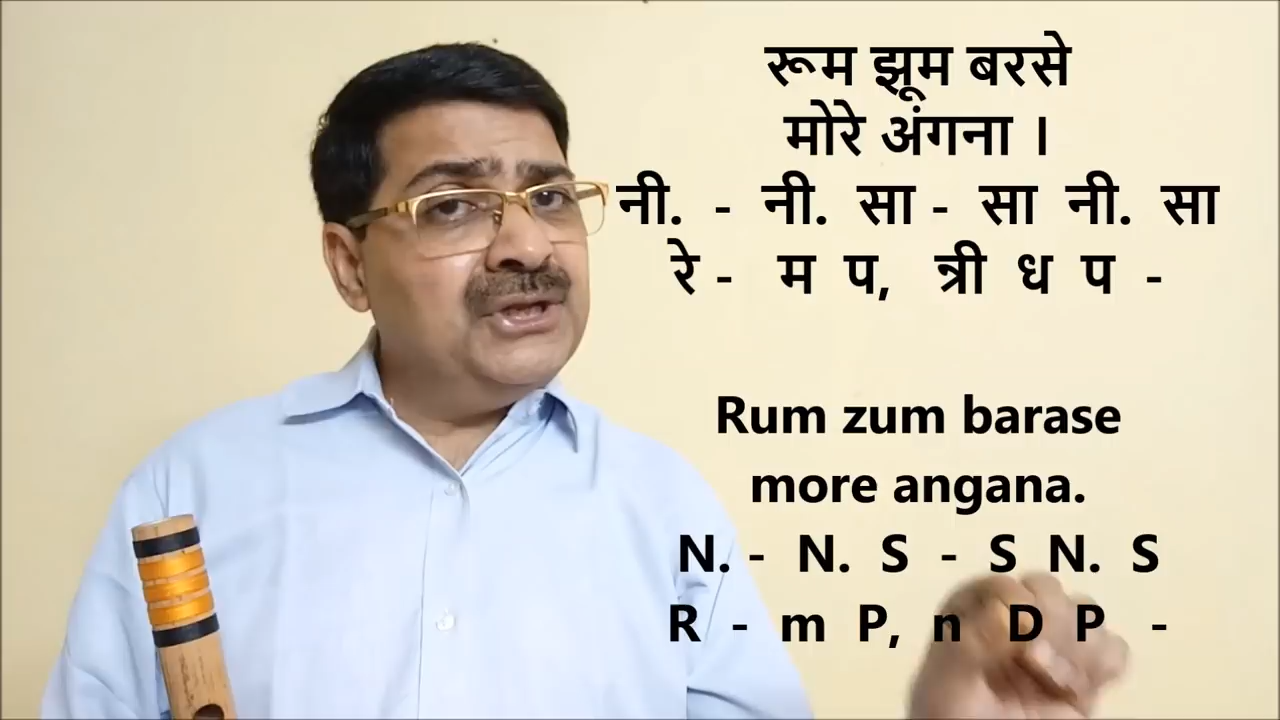 रूम झूम बरसे
मोरे अंगना ।
नी. - नी. सा - सा नी. सा
रे - म प, त्री ध प -
Rum zum barase
more angana.
N. - N. S - S N. S
R - m P, n D P -